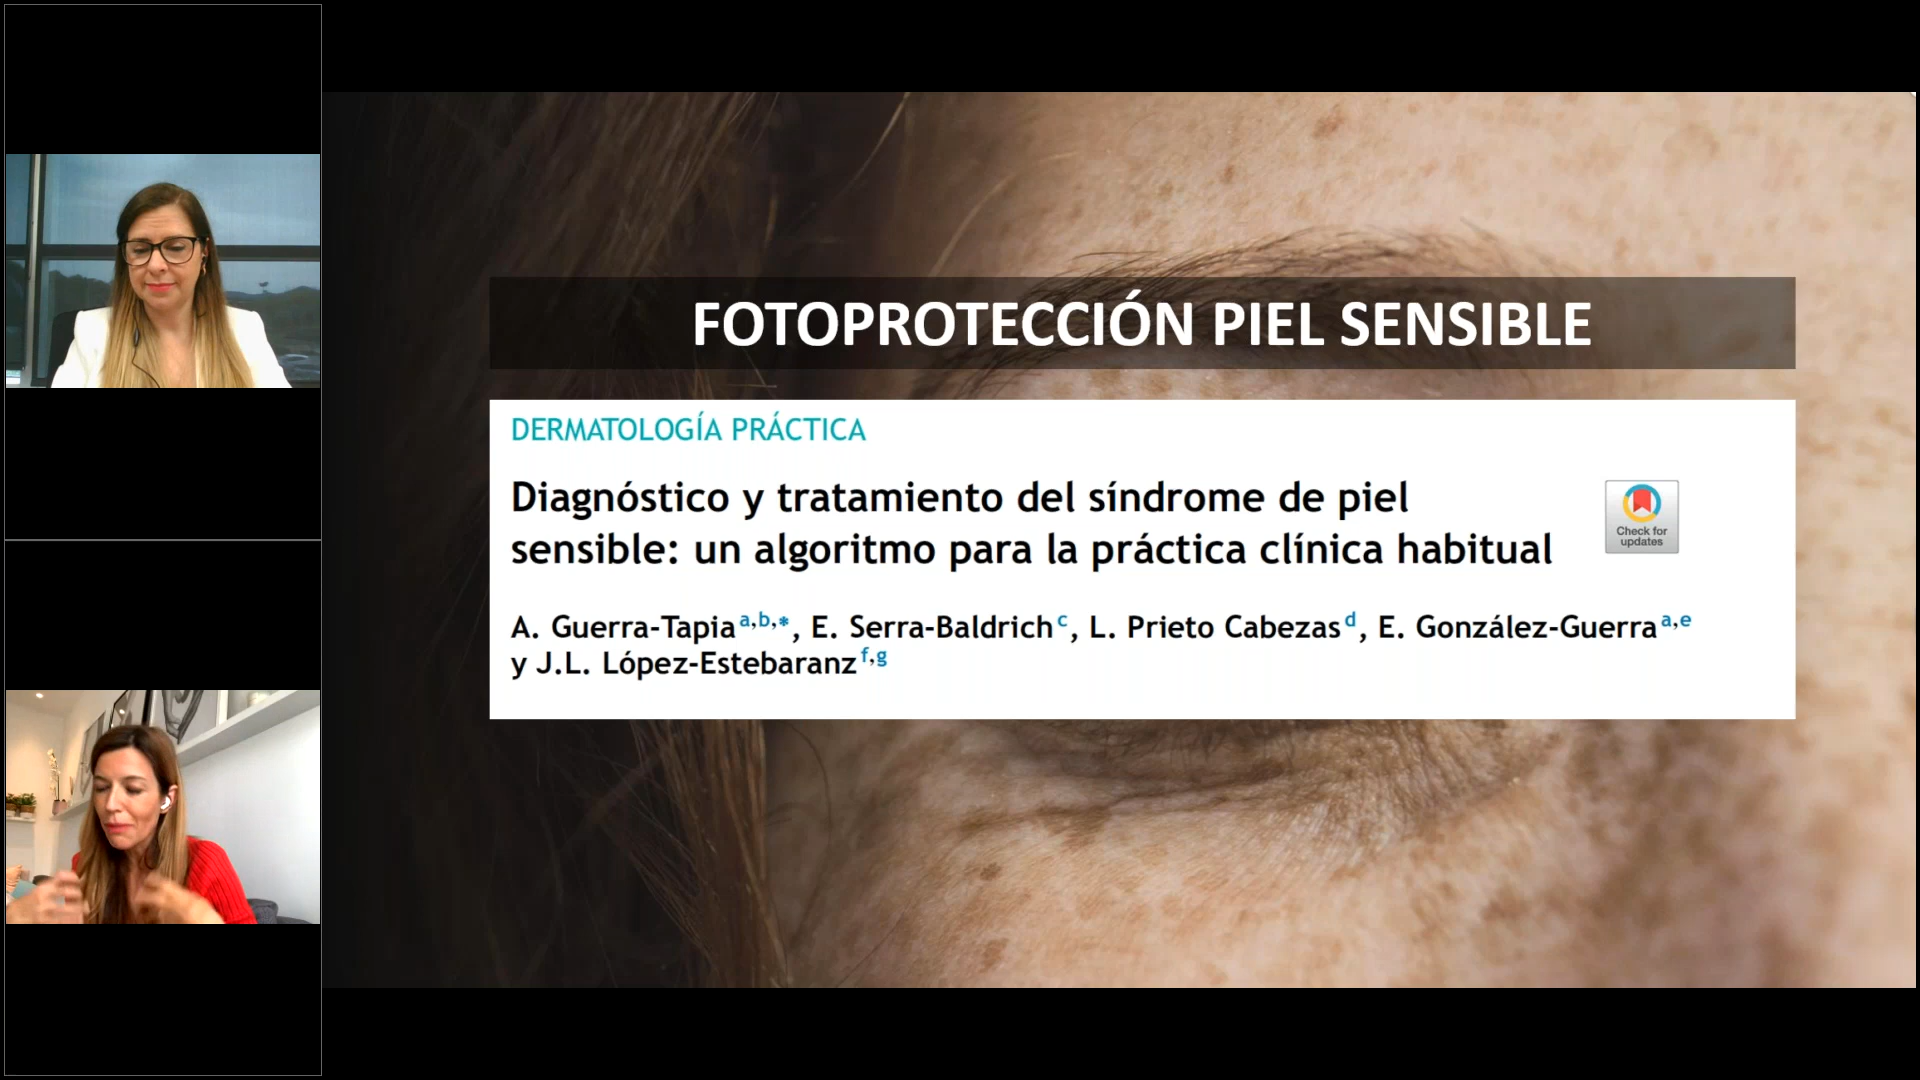 FOTOPROTECCIÓN PIEL SENSIBLE
DERMATOLOGÍA PRÁCTICA
Diagnóstico y tratamiento del síndrome de piel
sensible: un algoritmo para la práctica clínica habitual
Check for
updates
A. Guerra-Tapia a,b,*, E. Serra-Baldrich c, L. Prieto Cabezas d, E. González-Guerra a,e
y J.L. López-Estebaranz f,g